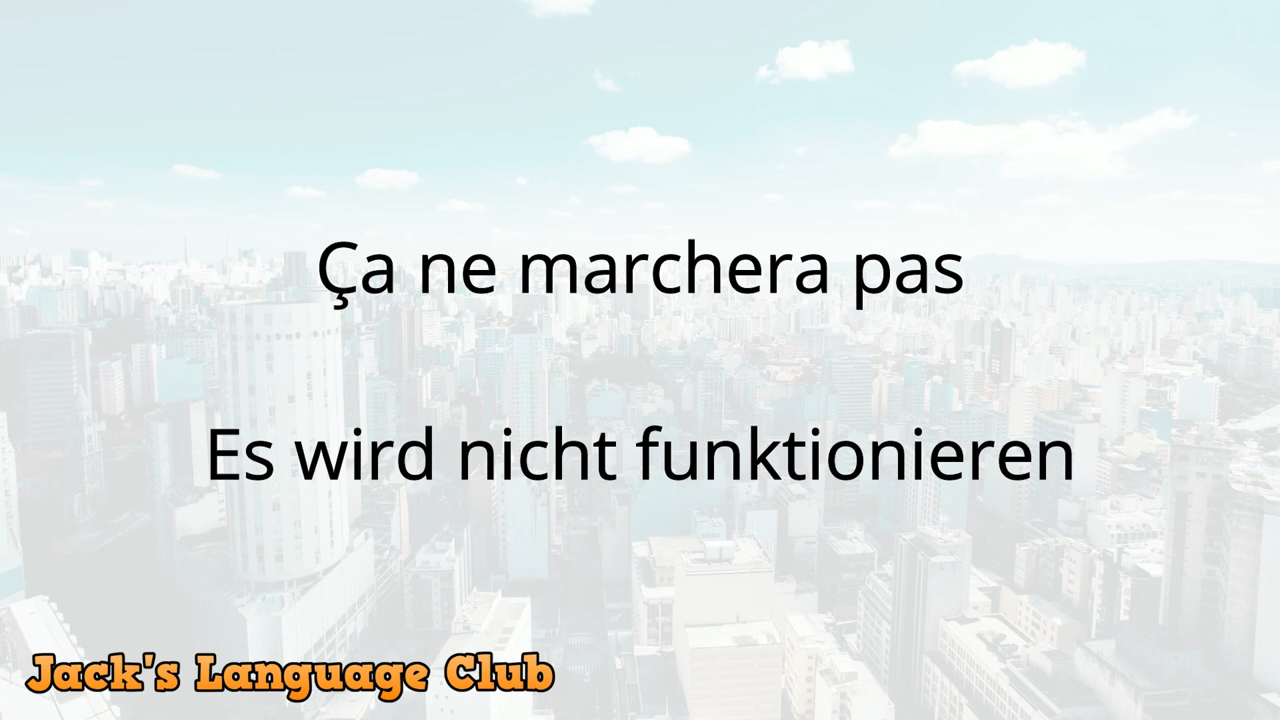 Ça ne marchera pas
Es wird nicht funktionieren
Jack's Language Club